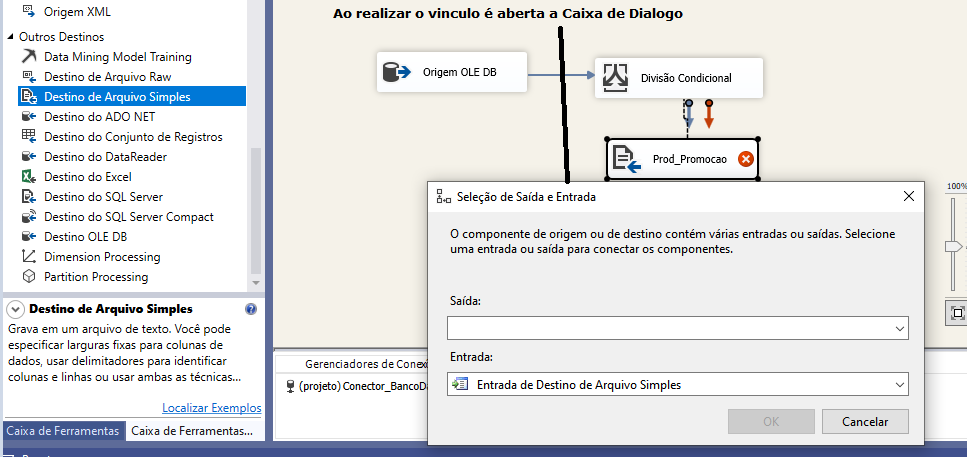 Origem XML
Outros Destinos
Data Mining Model Training
Destino de Arquivo Raw
Destino de Arquivo Simples
Destino do ADO NET
Destino do Conjunto de Registros
Destino do DataReader
Destino do Excel
Destino do SQL Server
Destino do SQL Server Compact
Destino OLE DB
Dimension Processing
Partition Processing
Destino de Arquivo Simples
Grava em um arquivo de texto. Você pode
especificar larguras fixas para colunas de
dados, usar delimitadores para identificar
colunas e linhas ou usar ambas as técnicas...
Localizar Exemplos
Caixa de Ferramentas
Caixa de Ferramentas...
Ao realizar o vinculo é aberta a Caixa de Dialogo
Origem OLE DB
Divisão Condicional
Prod_Promocao
100%
Gerenciadores de Conex
(projeto) Conector_BancoDa
Seleção de Saída e Entrada
O componente de origem ou de destino contém várias entradas ou saídas. Selecione
uma entrada ou saída para conectar os componentes.
Saída:
Entrada:
Entrada de Destino de Arquivo Simples
OK
Cancelar